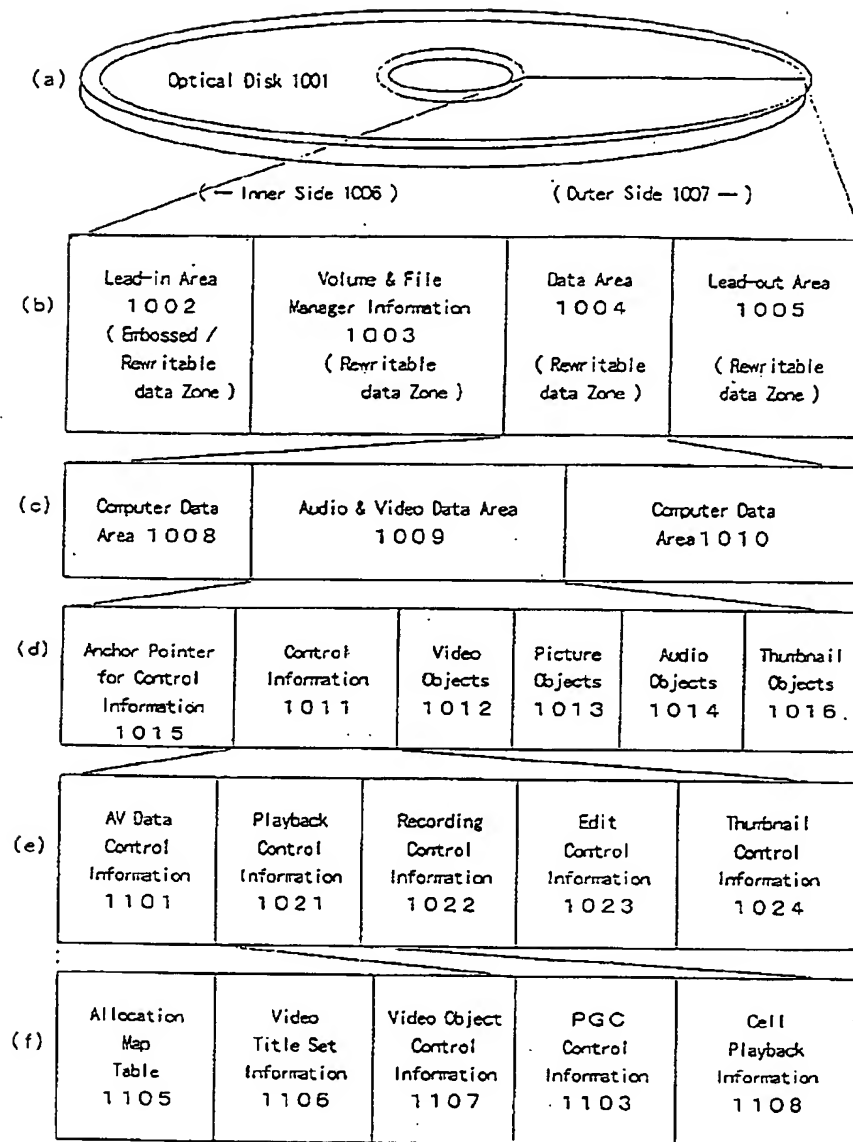 (a)
Optical Disk 1001
(— Inner Side 1006 )
( Outer Side 1007 —)
(b)
Lead-in Area
1002
( Embossed /
Rewritable
data Zone )
Volume & File
Manager Information
1003
( Rewritable
data Zone )
Data Area
1004
( Rewritable
data Zone )
Lead-out Area
1005
( Rewritable
data Zone )
(c)
Computer Data
Area 1008
Audio & Video Data Area
1009
Computer Data
Area 1010
(d)
Anchor Pointer
for Control
Information
1015
Control
Information
1011
Video
Objects
1012
Picture
Objects
1013
Audio
Objects
1014
Thumbnail
Objects
1016
(e)
AV Data
Control
Information
1101
Playback
Control
Information
1021
Recording
Control
Information
1022
Edit
Control
Information
1023
Thumbnail
Control
Information
1024
(f)
Allocation
Map
Table
1105
Video
Title Set
Information
1106
Video Object
Control
Information
1107
PGC
Control
Information
1103
Cell
Playback
Information
1108